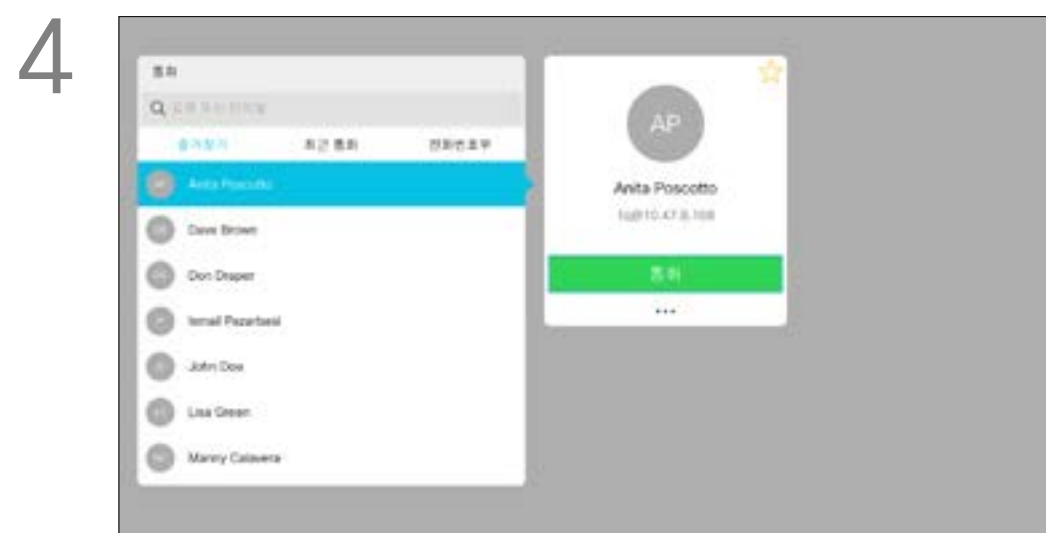 4
통화
즐겨찾기 최근 통화 전화번호부
Anita Poscotto
Dave Brown
Don Draper
Ismail Pazarbasi
John Doe
Lisa Green
Manny Calavera
AP
Anita Poscotto
통화
•••